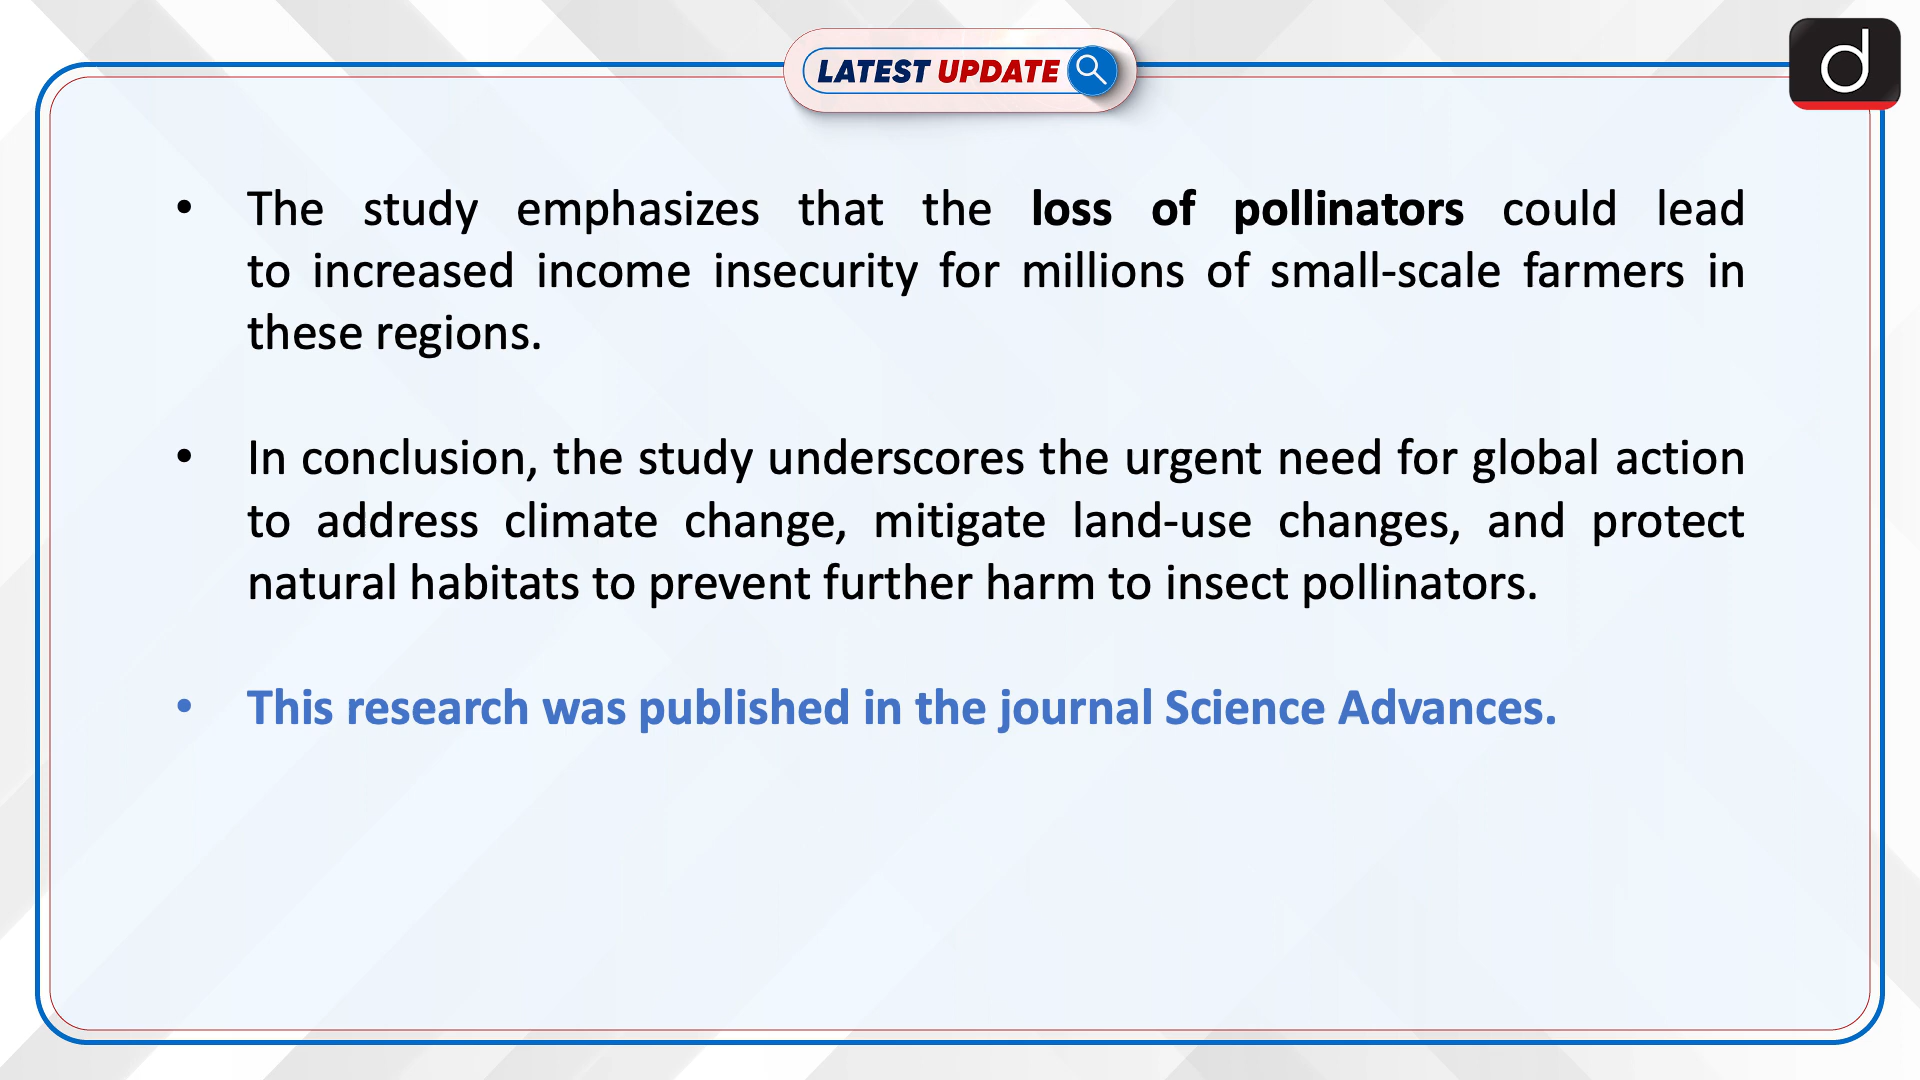 LATEST UPDATE
d
• The study emphasizes that the loss of pollinators could lead
to increased income insecurity for millions of small-scale farmers in
these regions.
• In conclusion, the study underscores the urgent need for global action
to address climate change, mitigate land-use changes, and protect
natural habitats to prevent further harm to insect pollinators.
• This research was published in the journal Science Advances.